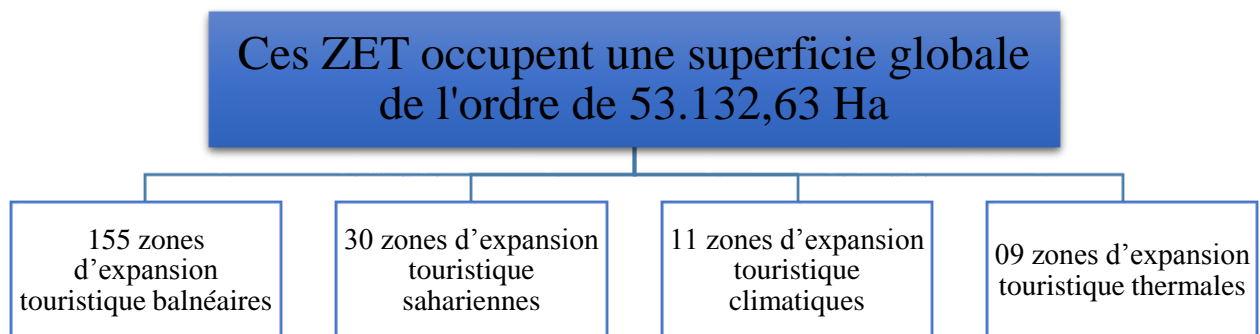 Ces ZET occupent une superficie globale
de l'ordre de 53.132,63 Ha
155 zones
d’expansion
touristique balnéaires
30 zones d’expansion
touristique
sahariennes
11 zones d’expansion
touristique
climatiques
09 zones d’expansion
touristique thermales